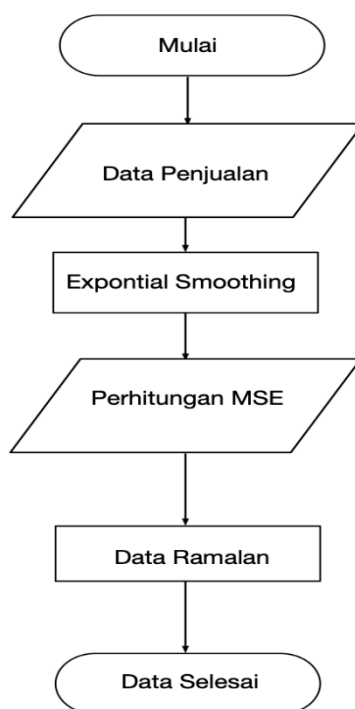 Mulai
Data Penjualan
Expontial Smoothing
Perhitungan MSE
Data Ramalan
Data Selesai